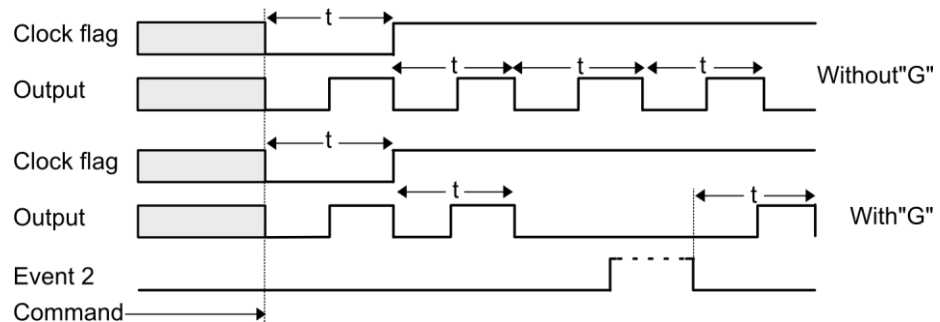 t
Clock flag
t t t
Output
Without"G"
t
Clock flag
t t
Output
With"G"
Event 2
Command